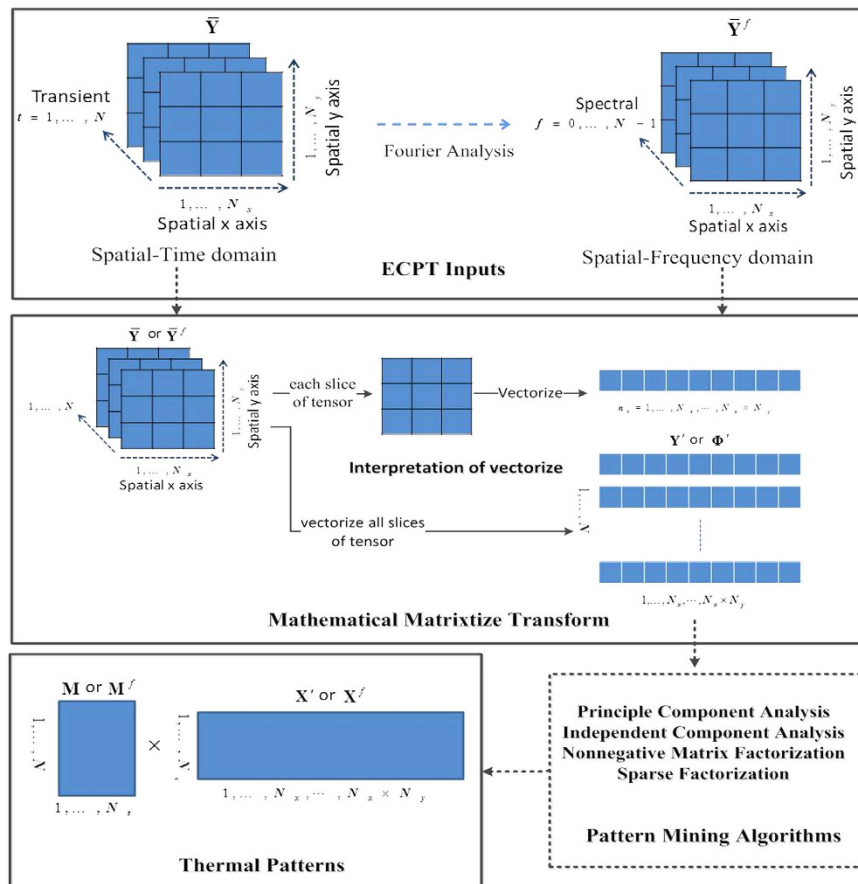 Ȳ
Ȳ^f
Transient
t = 1, ... , N
1, ... , N_y
Spatial y axis
1, ... , N_x
Spatial x axis
Spatial-Time domain
Fourier Analysis
Spectral
f = 0, ... , N − 1
1, ... , N_y
Spatial y axis
1, ... , N_x
Spatial x axis
Spatial-Frequency domain
ECPT Inputs
Ȳ or Ȳ^f
1, ... , N
1, ... , N_y
Spatial y axis
1, ... , N_x
Spatial x axis
each slice
of tensor
Vectorize
Interpretation of vectorize
vectorize all slices
of tensor
Y' or Φ'
1, ... , N
1,..., N_x,⋯, N_x × N_y
Mathematical Matrixtize Transform
M or M^f
1, ... , N
1, ... , N_s
×
X' or X^f
1, ... , N_s
1, ... , N_x, ⋯ , N_x × N_y
Thermal Patterns
Principle Component Analysis
Independent Component Analysis
Nonnegative Matrix Factorization
Sparse Factorization
Pattern Mining Algorithms